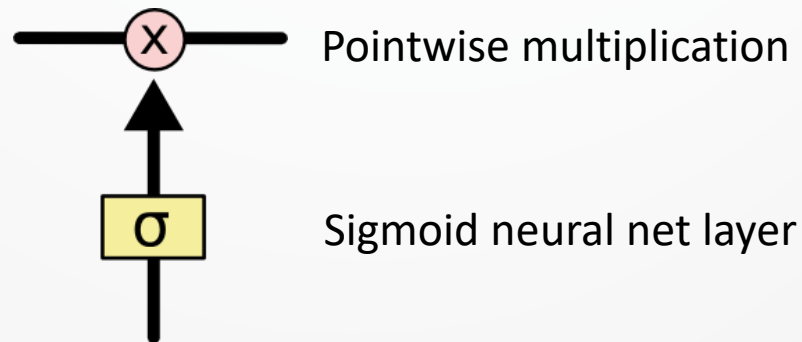 X Pointwise multiplication
σ Sigmoid neural net layer